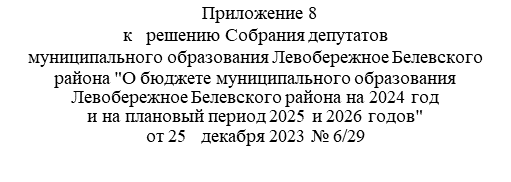 Приложение 8
к решению Собрания депутатов
муниципального образования Левобережное Белевского
района "О бюджете муниципального образования
Левобережное Белевского района на 2024 год
и на плановый период 2025 и 2026 годов"
от 25 декабря 2023 № 6/29